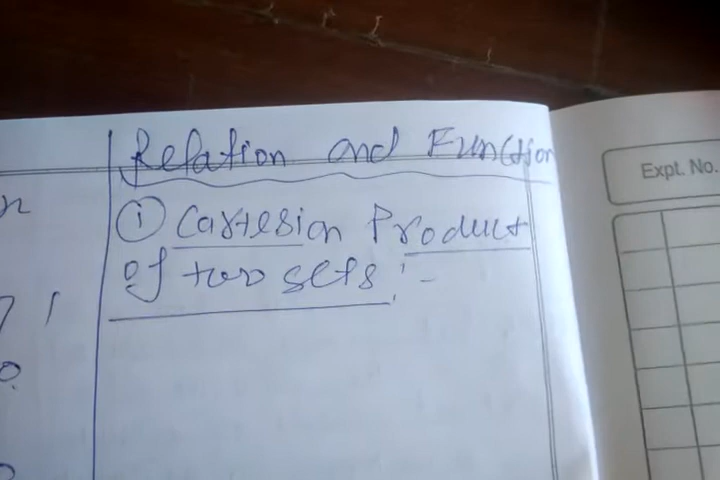 Relation and Function
① Cartesian Product
of two sets :-
Expt. No.